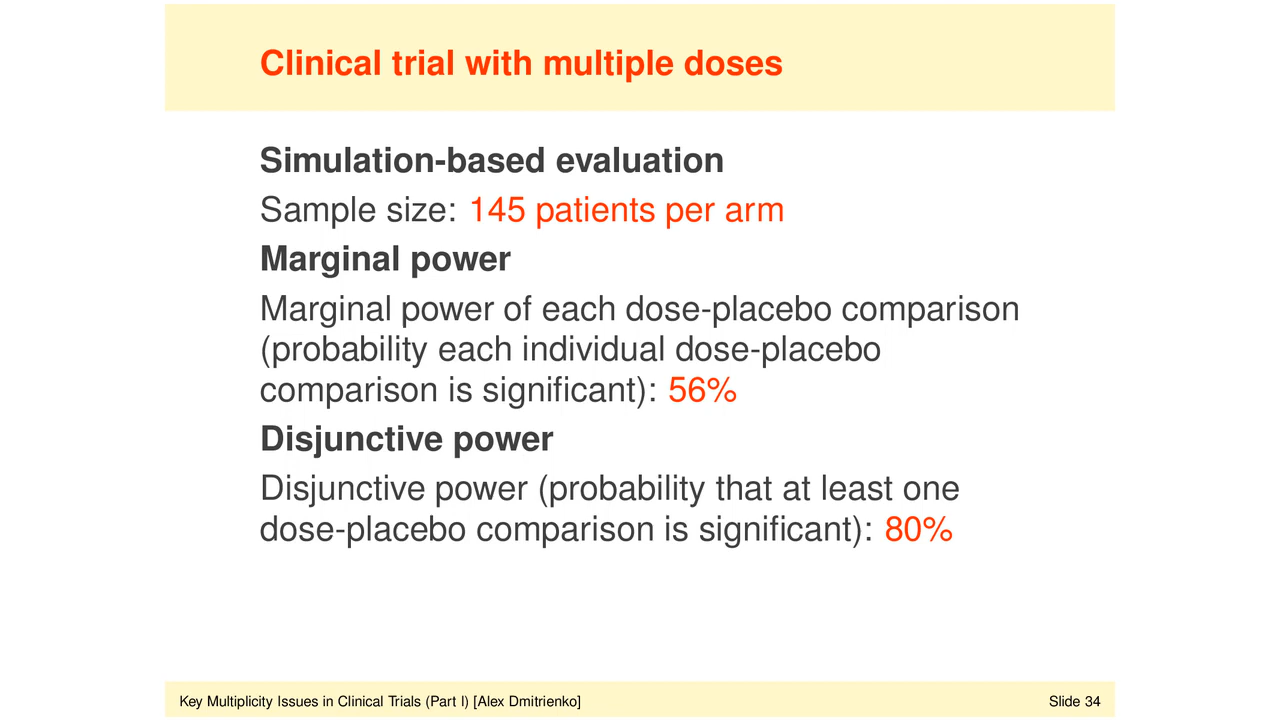 Clinical trial with multiple doses
Simulation-based evaluation
Sample size: 145 patients per arm
Marginal power
Marginal power of each dose-placebo comparison
(probability each individual dose-placebo
comparison is significant): 56%
Disjunctive power
Disjunctive power (probability that at least one
dose-placebo comparison is significant): 80%
Key Multiplicity Issues in Clinical Trials (Part I) [Alex Dmitrienko]
Slide 34